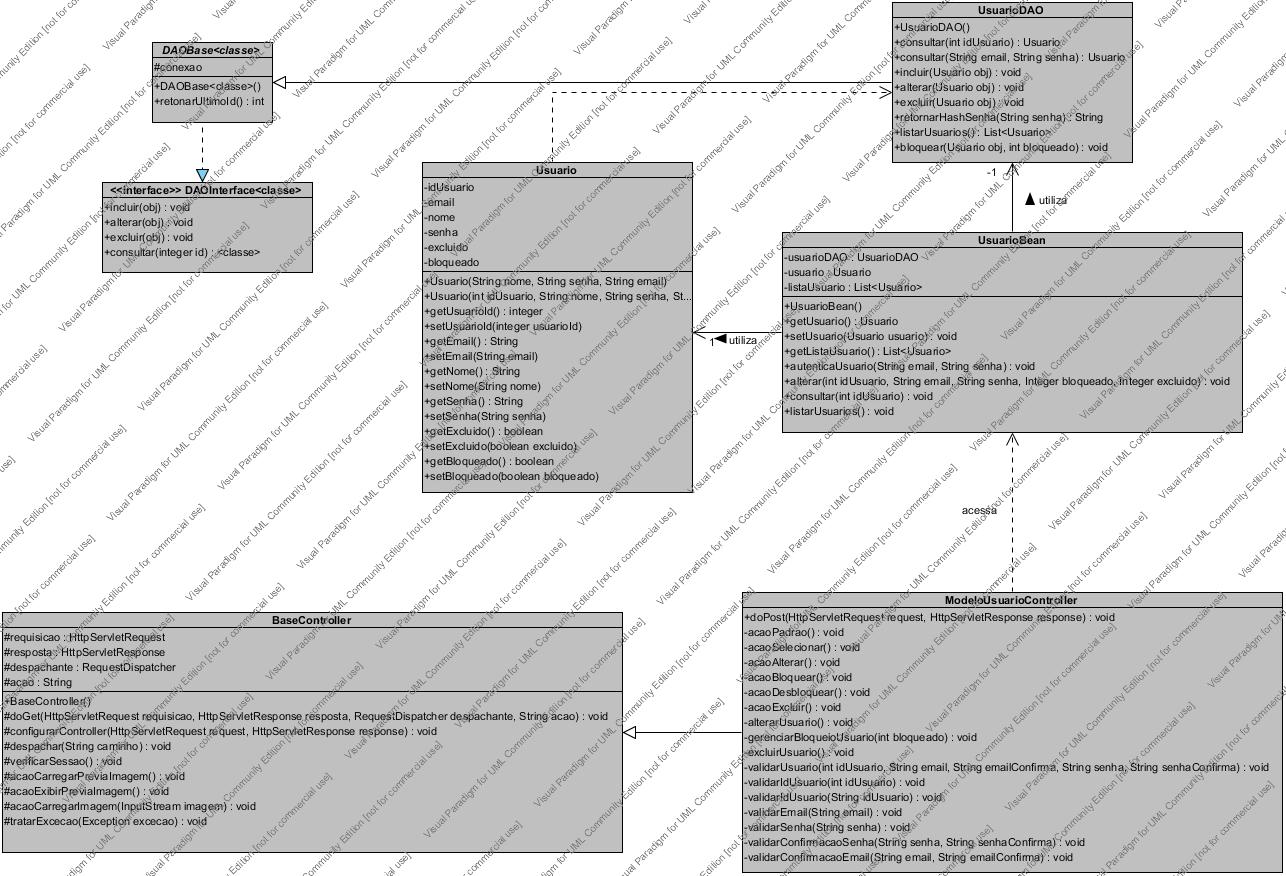 DAOBase<classe>
#conexao
+DAOBase<classe>()
+retonarUltimoId() : int
<<interface>> DAOInterface<classe>
+incluir(obj) : void
+alterar(obj) : void
+excluir(obj) : void
+consultar(integer id) : <classe>
UsuarioDAO
+UsuarioDAO()
+consultar(int idUsuario) : Usuario
+consultar(String email, String senha) : Usuario
+incluir(Usuario obj) : void
+alterar(Usuario obj) : void
+excluir(Usuario obj) : void
+retornarHashSenha(String senha) : String
+listarUsuarios() : List<Usuario>
+bloquear(Usuario obj, int bloqueado) : void
-1
utiliza
Usuario
-idUsuario
-email
-nome
-senha
-excluido
-bloqueado
+Usuario(String nome, String senha, String email)
+Usuario(int idUsuario, String nome, String senha, St...
+getUsuarioId() : integer
+setUsuarioId(integer usuarioId)
+getEmail() : String
+setEmail(String email)
+getNome() : String
+setNome(String nome)
+getSenha() : String
+setSenha(String senha)
+getExcluido() : boolean
+setExcluido(boolean excluido)
+getBloqueado() : boolean
+setBloqueado(boolean bloqueado)
1
utiliza
UsuarioBean
-usuarioDAO : UsuarioDAO
-usuario : Usuario
-listaUsuario : List<Usuario>
+UsuarioBean()
+getUsuario() : Usuario
+setUsuario(Usuario usuario) : void
+getListaUsuario() : List<Usuario>
+autenticaUsuario(String email, String senha) : void
+alterar(int idUsuario, String email, String senha, Integer bloqueado, Integer excluido) : void
+consultar(int idUsuario) : void
+listarUsuarios() : void
acessa
BaseController
#requisicao : HttpServletRequest
#resposta : HttpServletResponse
#despachante : RequestDispatcher
#acao : String
+BaseController()
#doGet(HttpServletRequest requisicao, HttpServletResponse resposta, RequestDispatcher despachante, String acao) : void
#configurarController(HttpServletRequest request, HttpServletResponse response) : void
#despachar(String caminho) : void
#verificarSessao() : void
#acaoCarregarPreviaImagem() : void
#acaoExibirPreviaImagem() : void
#acaoCarregarImagem(InputStream imagem) : void
#tratarExcecao(Exception excecao) : void
ModeloUsuarioController
+doPost(HttpServletRequest request, HttpServletResponse response) : void
-acaoPadrao() : void
-acaoSelecionar() : void
-acaoAlterar() : void
-acaoBloquear() : void
-acaoDesbloquear() : void
-acaoExcluir() : void
-alterarUsuario() : void
-gerenciarBloqueioUsuario(int bloqueado) : void
-excluirUsuario() : void
-validarUsuario(int idUsuario, String email, String emailConfirma, String senha, String senhaConfirma) : void
-validarIdUsuario(int idUsuario) : void
-validarIdUsuario(String idUsuario) : void
-validarEmail(String email) : void
-validarSenha(String senha) : void
-validarConfirmacaoSenha(String senha, String senhaConfirma) : void
-validarConfirmacaoEmail(String email, String emailConfirma) : void
Visual Paradigm for UML Community Edition [not for commercial use]